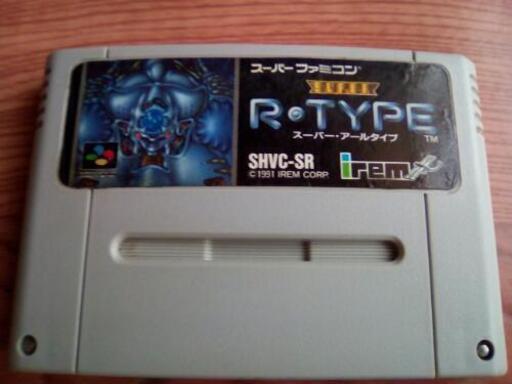 スーパーファミコン
SUPER
R・TYPE
TM
スーパー・アールタイプ
SHVC-SR
©1991 IREM CORP.
irem